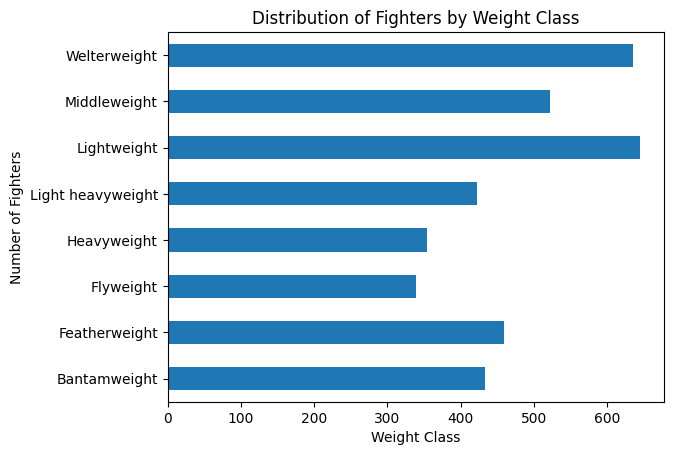 Distribution of Fighters by Weight Class
Number of Fighters
Welterweight
Middleweight
Lightweight
Light heavyweight
Heavyweight
Flyweight
Featherweight
Bantamweight
0 100 200 300 400 500 600
Weight Class